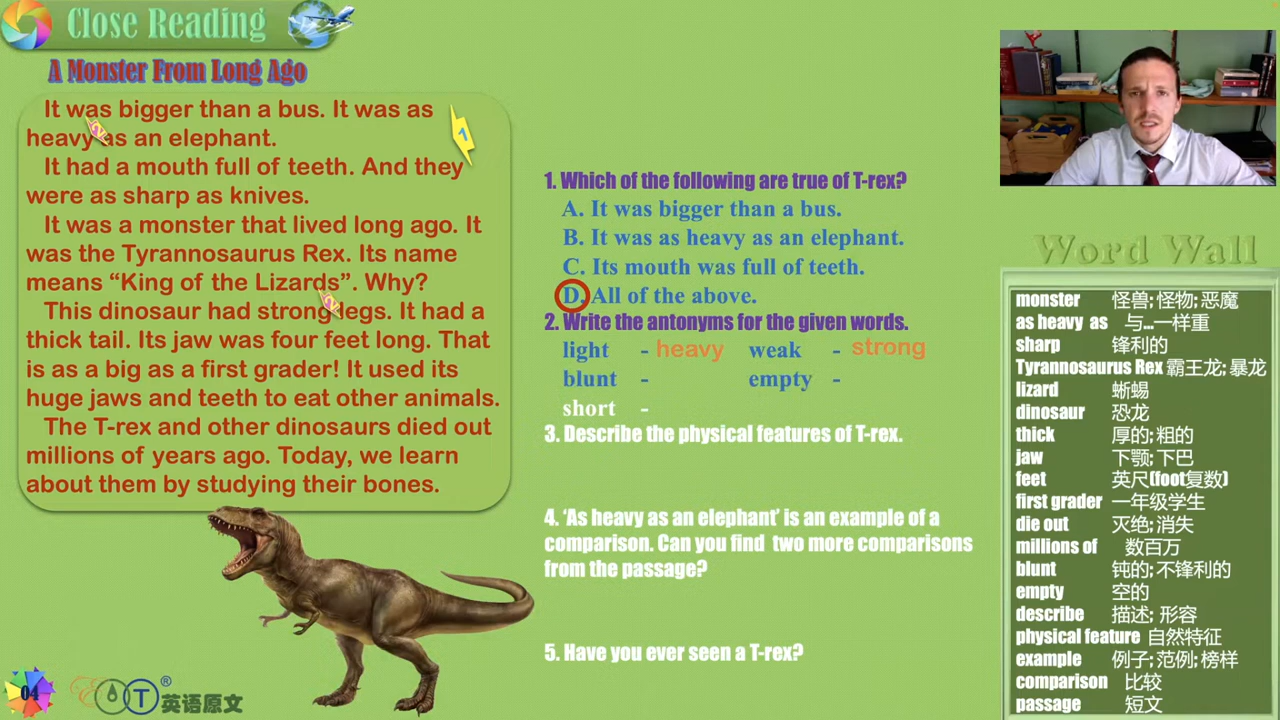 Close Reading
A Monster From Long Ago
It was bigger than a bus. It was as
heavy as an elephant.
It had a mouth full of teeth. And they
were as sharp as knives.
It was a monster that lived long ago. It
was the Tyrannosaurus Rex. Its name
means “King of the Lizards”. Why?
This dinosaur had strong legs. It had a
thick tail. Its jaw was four feet long. That
is as a big as a first grader! It used its
huge jaws and teeth to eat other animals.
The T-rex and other dinosaurs died out
millions of years ago. Today, we learn
about them by studying their bones.
1
1. Which of the following are true of T-rex?
A. It was bigger than a bus.
B. It was as heavy as an elephant.
C. Its mouth was full of teeth.
D. All of the above.
2. Write the antonyms for the given words.
light - heavy weak - strong
blunt - empty -
short -
3. Describe the physical features of T-rex.
4. ‘As heavy as an elephant’ is an example of a
comparison. Can you find two more comparisons
from the passage?
5. Have you ever seen a T-rex?
Word Wall
monster 怪兽; 怪物; 恶魔
as heavy as 与...一样重
sharp 锋利的
Tyrannosaurus Rex 霸王龙; 暴龙
lizard 蜥蜴
dinosaur 恐龙
thick 厚的; 粗的
jaw 下颚; 下巴
feet 英尺(foot复数)
first grader 一年级学生
die out 灭绝; 消失
millions of 数百万
blunt 钝的; 不锋利的
empty 空的
describe 描述; 形容
physical feature 自然特征
example 例子; 范例; 榜样
comparison 比较
passage 短文
04
T® 英语原文